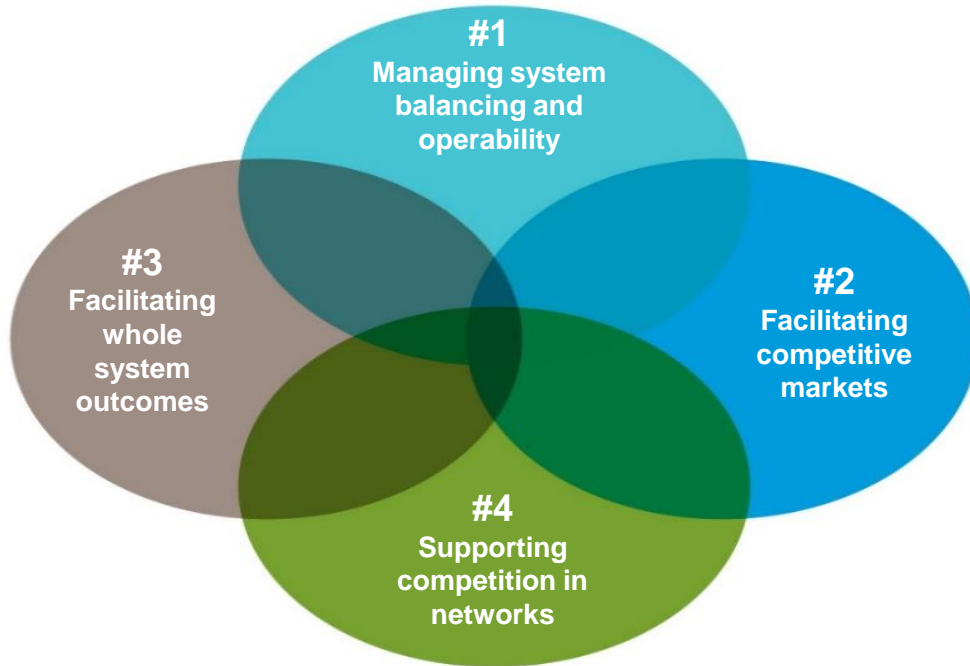 #1
Managing system
balancing and
operability
#3
Facilitating
whole
system
outcomes
#2
Facilitating
competitive
markets
#4
Supporting
competition in
networks